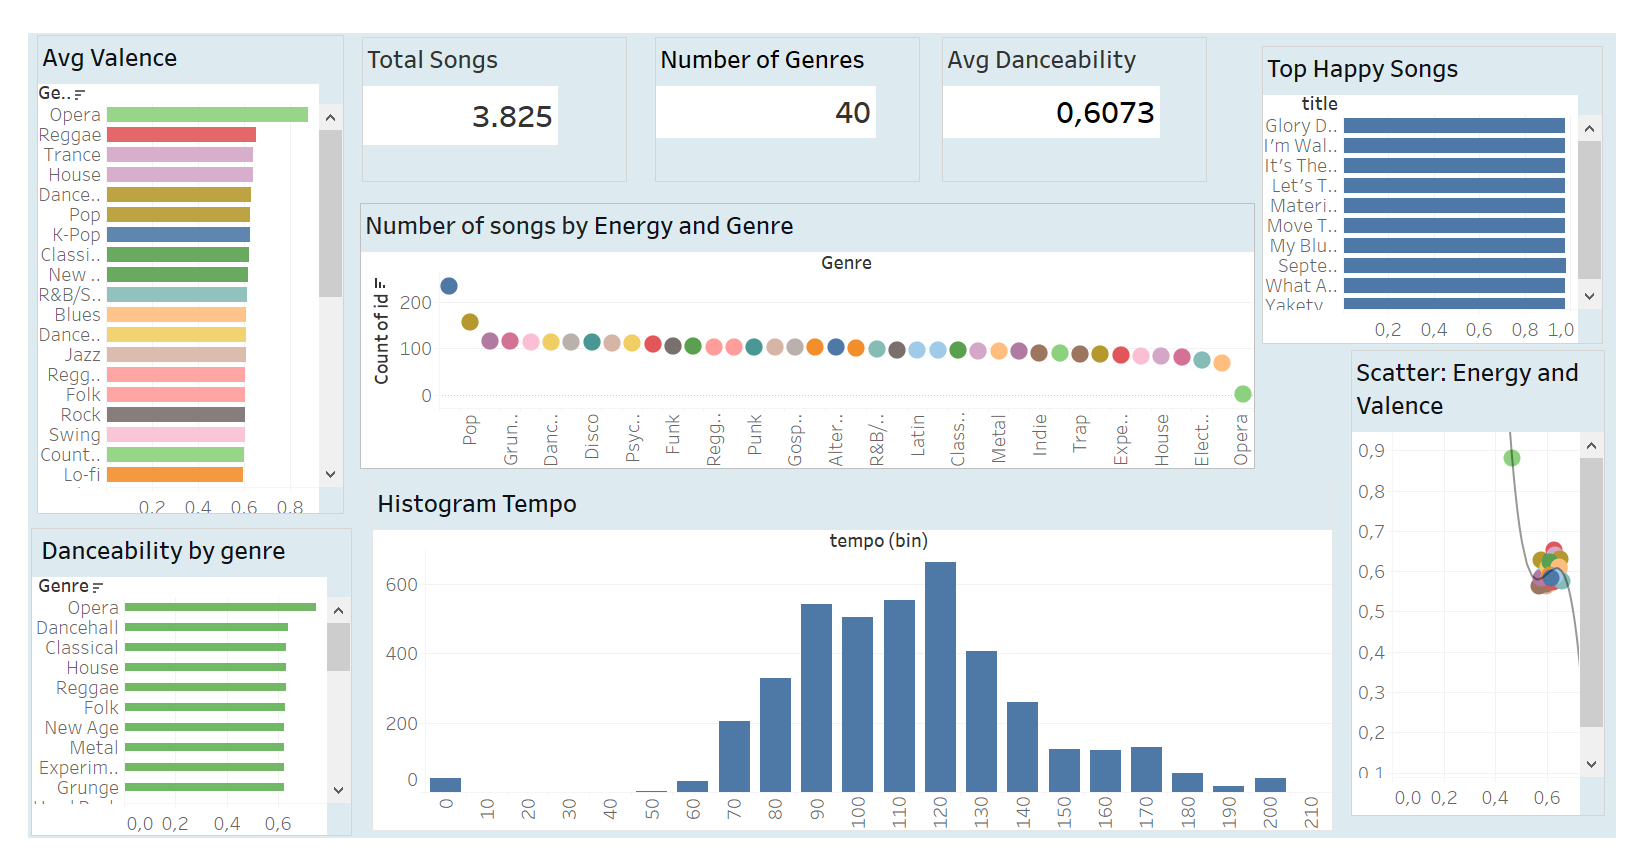 Avg Valence
Ge..
Opera
Reggae
Trance
House
Dance..
Pop
K-Pop
Classi..
New ..
R&B/S..
Blues
Dance..
Jazz
Regg..
Folk
Rock
Swing
Count..
Lo-fi
0,2 0,4 0,6 0,8
Total Songs
3.825
Number of Genres
40
Avg Danceability
0,6073
Top Happy Songs
title
Glory D..
I'm Wal..
It's The..
Let's T..
Materi..
Move T..
My Blu..
Septe..
What A..
Yakety
0,2 0,4 0,6 0,8 1,0
Number of songs by Energy and Genre
Genre
Count of id
200
100
0
Pop
Grun..
Danc..
Disco
Psyc..
Funk
Regg..
Punk
Gosp..
Alter..
R&B/..
Latin
Class..
Metal
Indie
Trap
Expe..
House
Elect..
Opera
Scatter: Energy and
Valence
0,9
0,8
0,7
0,6
0,5
0,4
0,3
0,2
0,1
0,0 0,2 0,4 0,6
Danceability by genre
Genre
Opera
Dancehall
Classical
House
Reggae
Folk
New Age
Metal
Experim..
Grunge
0,0 0,2 0,4 0,6
Histogram Tempo
tempo (bin)
600
400
200
0
0 10 20 30 40 50 60 70 80 90 100 110 120 130 140 150 160 170 180 190 200 210